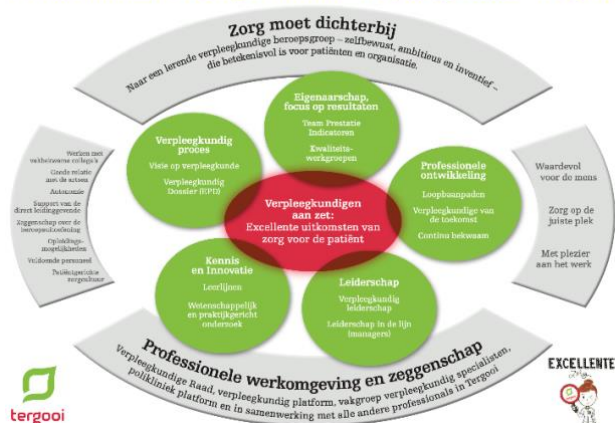 Zorg moet dichterbij
Naar een lerende verpleegkundige beroepsgroep – zelfbewust, ambitieus en inventief –
die betekenisvol is voor patiënten en organisatie.
Eigenaarschap,
focus op resultaten
Team Prestatie
Indicatoren
Kwaliteits-
werkgroepen
Verpleegkundig
proces
Visie op verpleegkunde
Verpleegkundig
Dossier (EPD)
Professionele
ontwikkeling
Loopbaanpaden
Verpleegkundige van
de toekomst
Continu bekwaam
Verpleegkundigen
aan zet:
Excellente uitkomsten van
zorg voor de patiënt
Kennis
en Innovatie
Leerlijnen
Wetenschappelijk
en praktijkgericht
onderzoek
Leiderschap
Verpleegkundig
leiderschap
Leiderschap in de lijn
(managers)
Werken met
vakbekwame collega's
Goede relatie
met de artsen
Autonomie
Support van de
direct leidinggevende
Zeggenschap over de
beroepsuitoefening
Opleidings-
mogelijkheden
Voldoende personeel
Patiëntgerichte
zorgcultuur
Waardevol
voor de mens
Zorg op de
juiste plek
Met plezier
aan het werk
Professionele werkomgeving en zeggenschap
Verpleegkundige Raad, verpleegkundig platform, vakgroep verpleegkundig specialisten,
polikliniek platform en in samenwerking met alle andere professionals in Tergooi
tergooi
EXCELLENTE